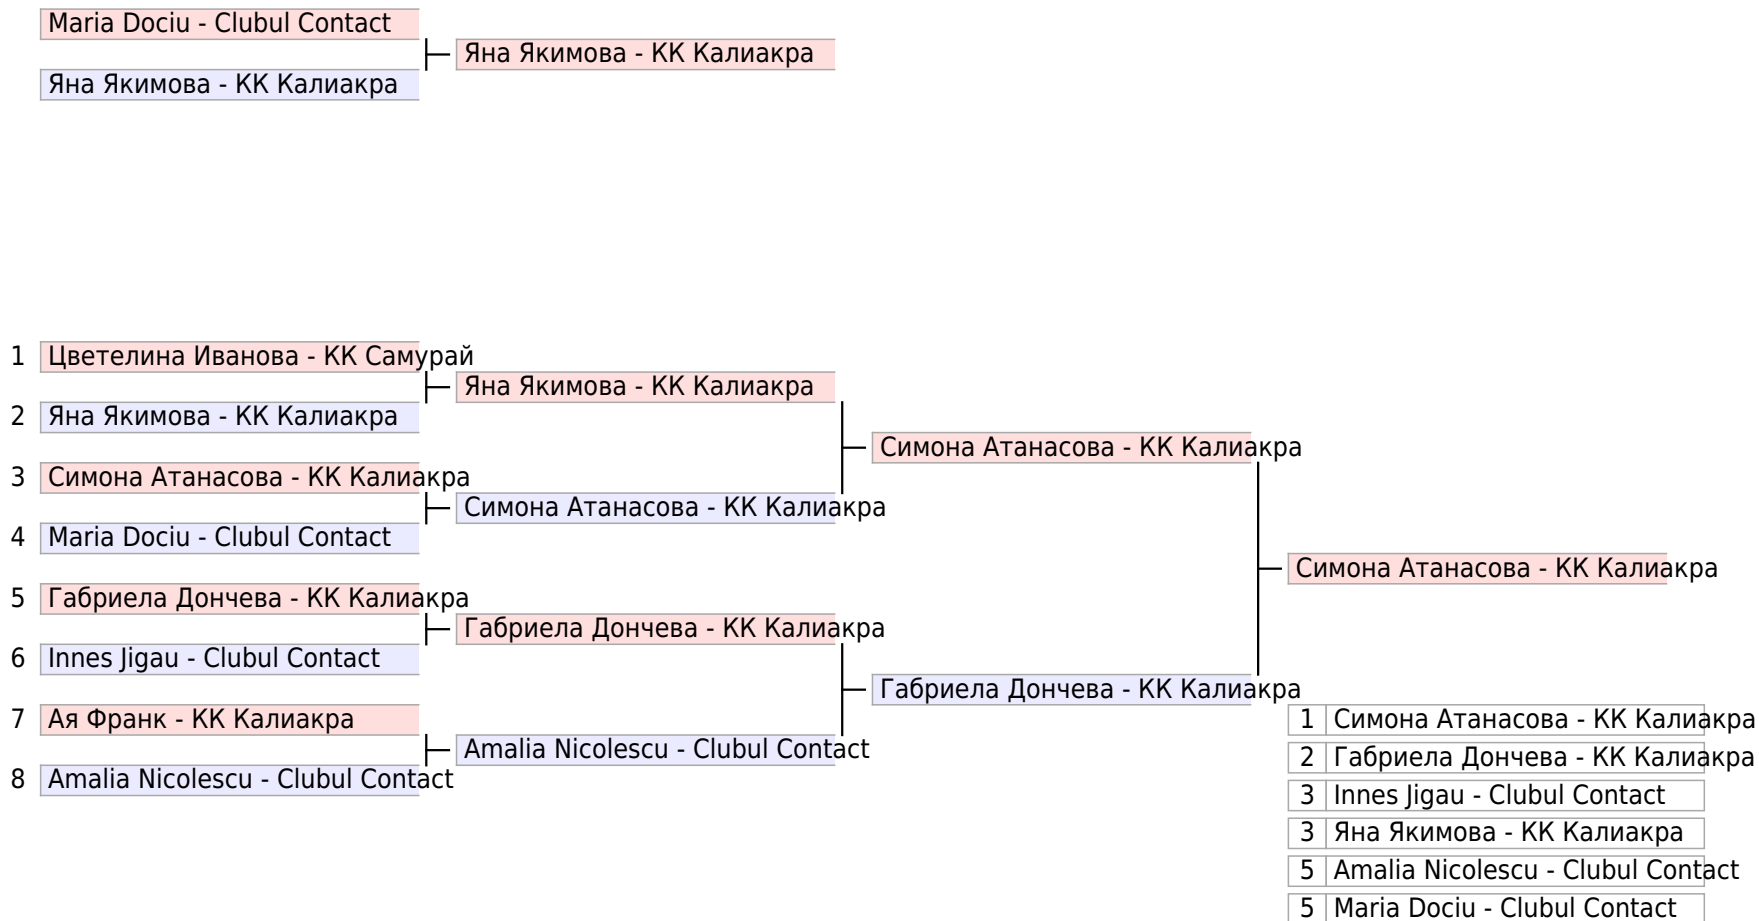 Maria Dociu - Clubul Contact
Яна Якимова - КК Калиакра
Яна Якимова - КК Калиакра
1 Цветелина Иванова - КК Самурай
Яна Якимова - КК Калиакра
2 Яна Якимова - КК Калиакра
Симона Атанасова - КК Калиакра
3 Симона Атанасова - КК Калиакра
Симона Атанасова - КК Калиакра
4 Maria Dociu - Clubul Contact
Симона Атанасова - КК Калиакра
5 Габриела Дончева - КК Калиакра
Габриела Дончева - КК Калиакра
6 Innes Jigau - Clubul Contact
Габриела Дончева - КК Калиакра
7 Ая Франк - КК Калиакра
Amalia Nicolescu - Clubul Contact
8 Amalia Nicolescu - Clubul Contact
1 Симона Атанасова - КК Калиакра
2 Габриела Дончева - КК Калиакра
3 Innes Jigau - Clubul Contact
3 Яна Якимова - КК Калиакра
5 Amalia Nicolescu - Clubul Contact
5 Maria Dociu - Clubul Contact